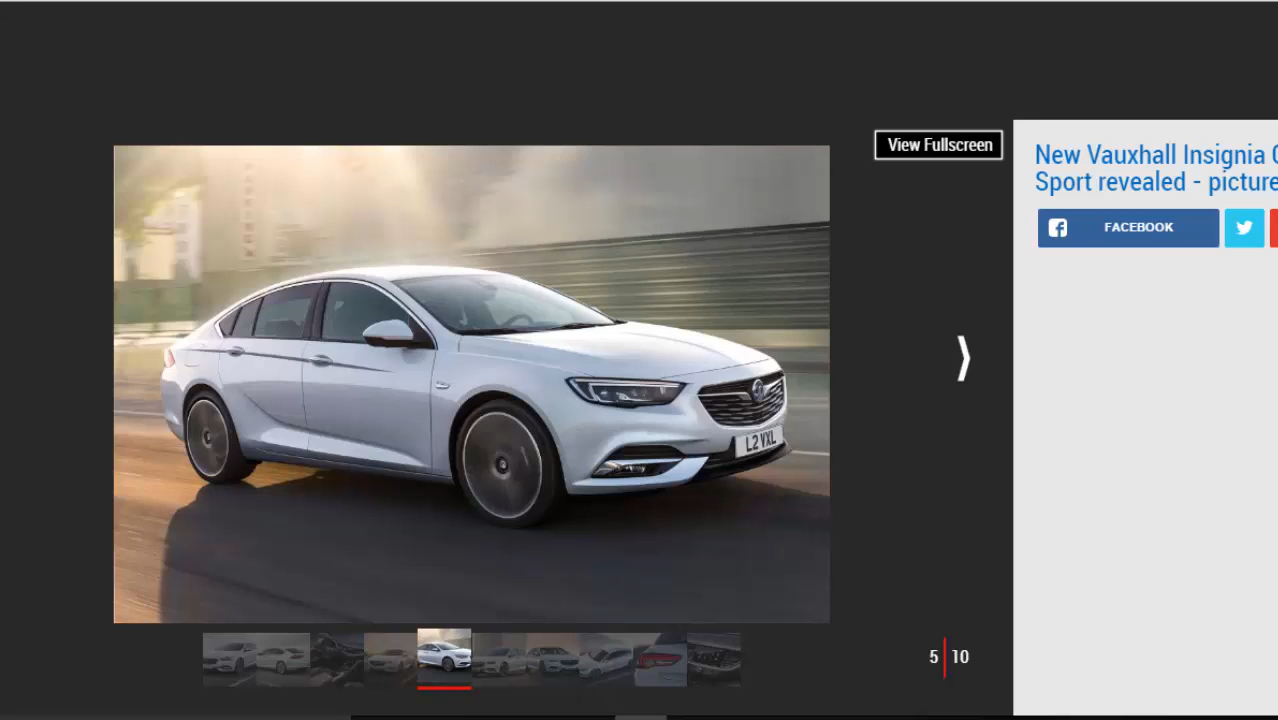 View Fullscreen
New Vauxhall Insignia
Sport revealed - picture
FACEBOOK
L2 VXL
5 10